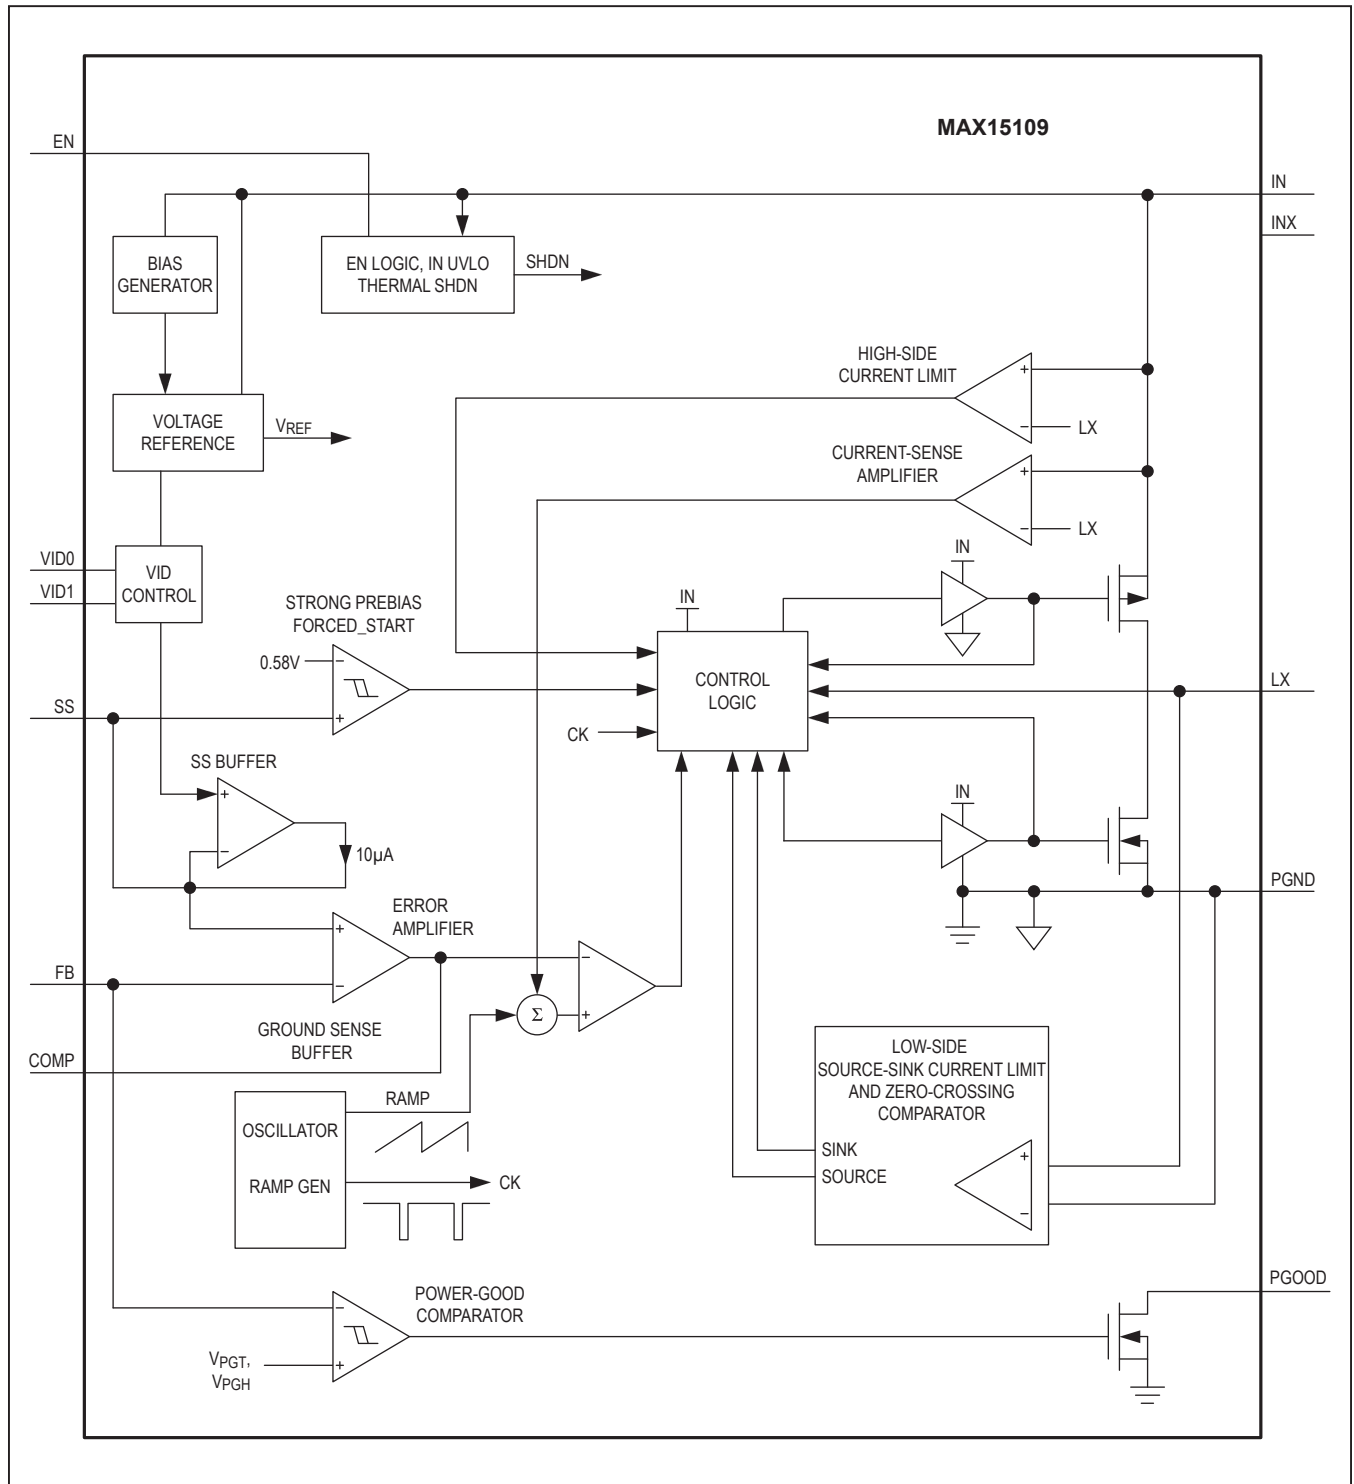 MAX15109
EN
IN
INX
BIAS
GENERATOR
EN LOGIC, IN UVLO
THERMAL SHDN
SHDN
HIGH-SIDE
CURRENT LIMIT
+
−
LX
VOLTAGE
REFERENCE
VREF
CURRENT-SENSE
AMPLIFIER
+
−
LX
VID0
VID1
VID
CONTROL
IN
STRONG PREBIAS
FORCED_START
0.58V
−
+
IN
CONTROL
LOGIC
CK
LX
SS
SS BUFFER
+
−
10µA
IN
PGND
ERROR
AMPLIFIER
+
−
FB
−
+
Σ
GROUND SENSE
BUFFER
COMP
LOW-SIDE
SOURCE-SINK CURRENT LIMIT
AND ZERO-CROSSING
COMPARATOR
SINK
SOURCE
+
−
OSCILLATOR
RAMP GEN
RAMP
CK
PGOOD
POWER-GOOD
COMPARATOR
−
+
VPGT,
VPGH